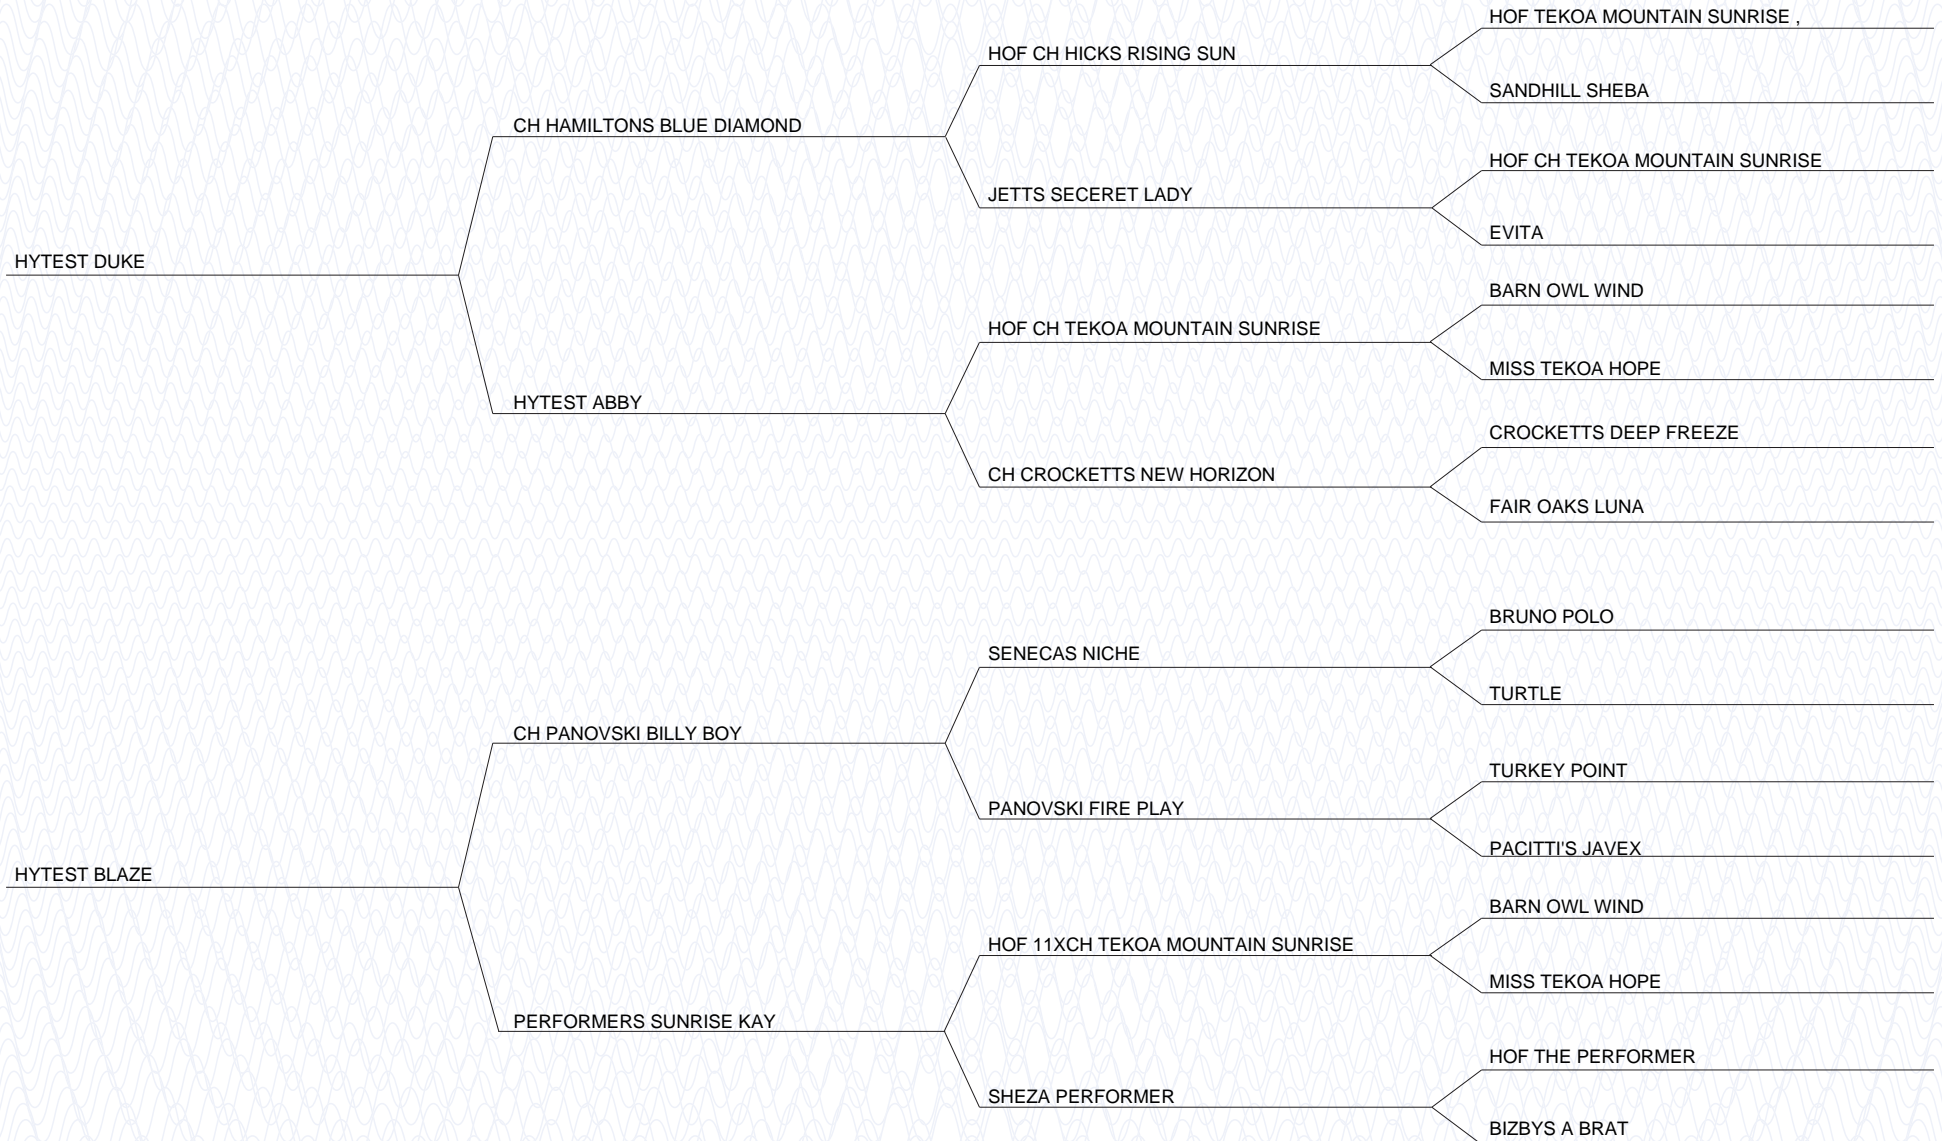 HOF TEKOA MOUNTAIN SUNRISE ,
HOF CH HICKS RISING SUN
SANDHILL SHEBA
CH HAMILTONS BLUE DIAMOND
HOF CH TEKOA MOUNTAIN SUNRISE
JETTS SECERET LADY
EVITA
HYTEST DUKE
BARN OWL WIND
HOF CH TEKOA MOUNTAIN SUNRISE
MISS TEKOA HOPE
HYTEST ABBY
CROCKETTS DEEP FREEZE
CH CROCKETTS NEW HORIZON
FAIR OAKS LUNA
BRUNO POLO
SENECAS NICHE
TURTLE
CH PANOVSKI BILLY BOY
TURKEY POINT
PANOVSKI FIRE PLAY
PACITTI'S JAVEX
HYTEST BLAZE
BARN OWL WIND
HOF 11XCH TEKOA MOUNTAIN SUNRISE
MISS TEKOA HOPE
PERFORMERS SUNRISE KAY
HOF THE PERFORMER
SHEZA PERFORMER
BIZBYS A BRAT